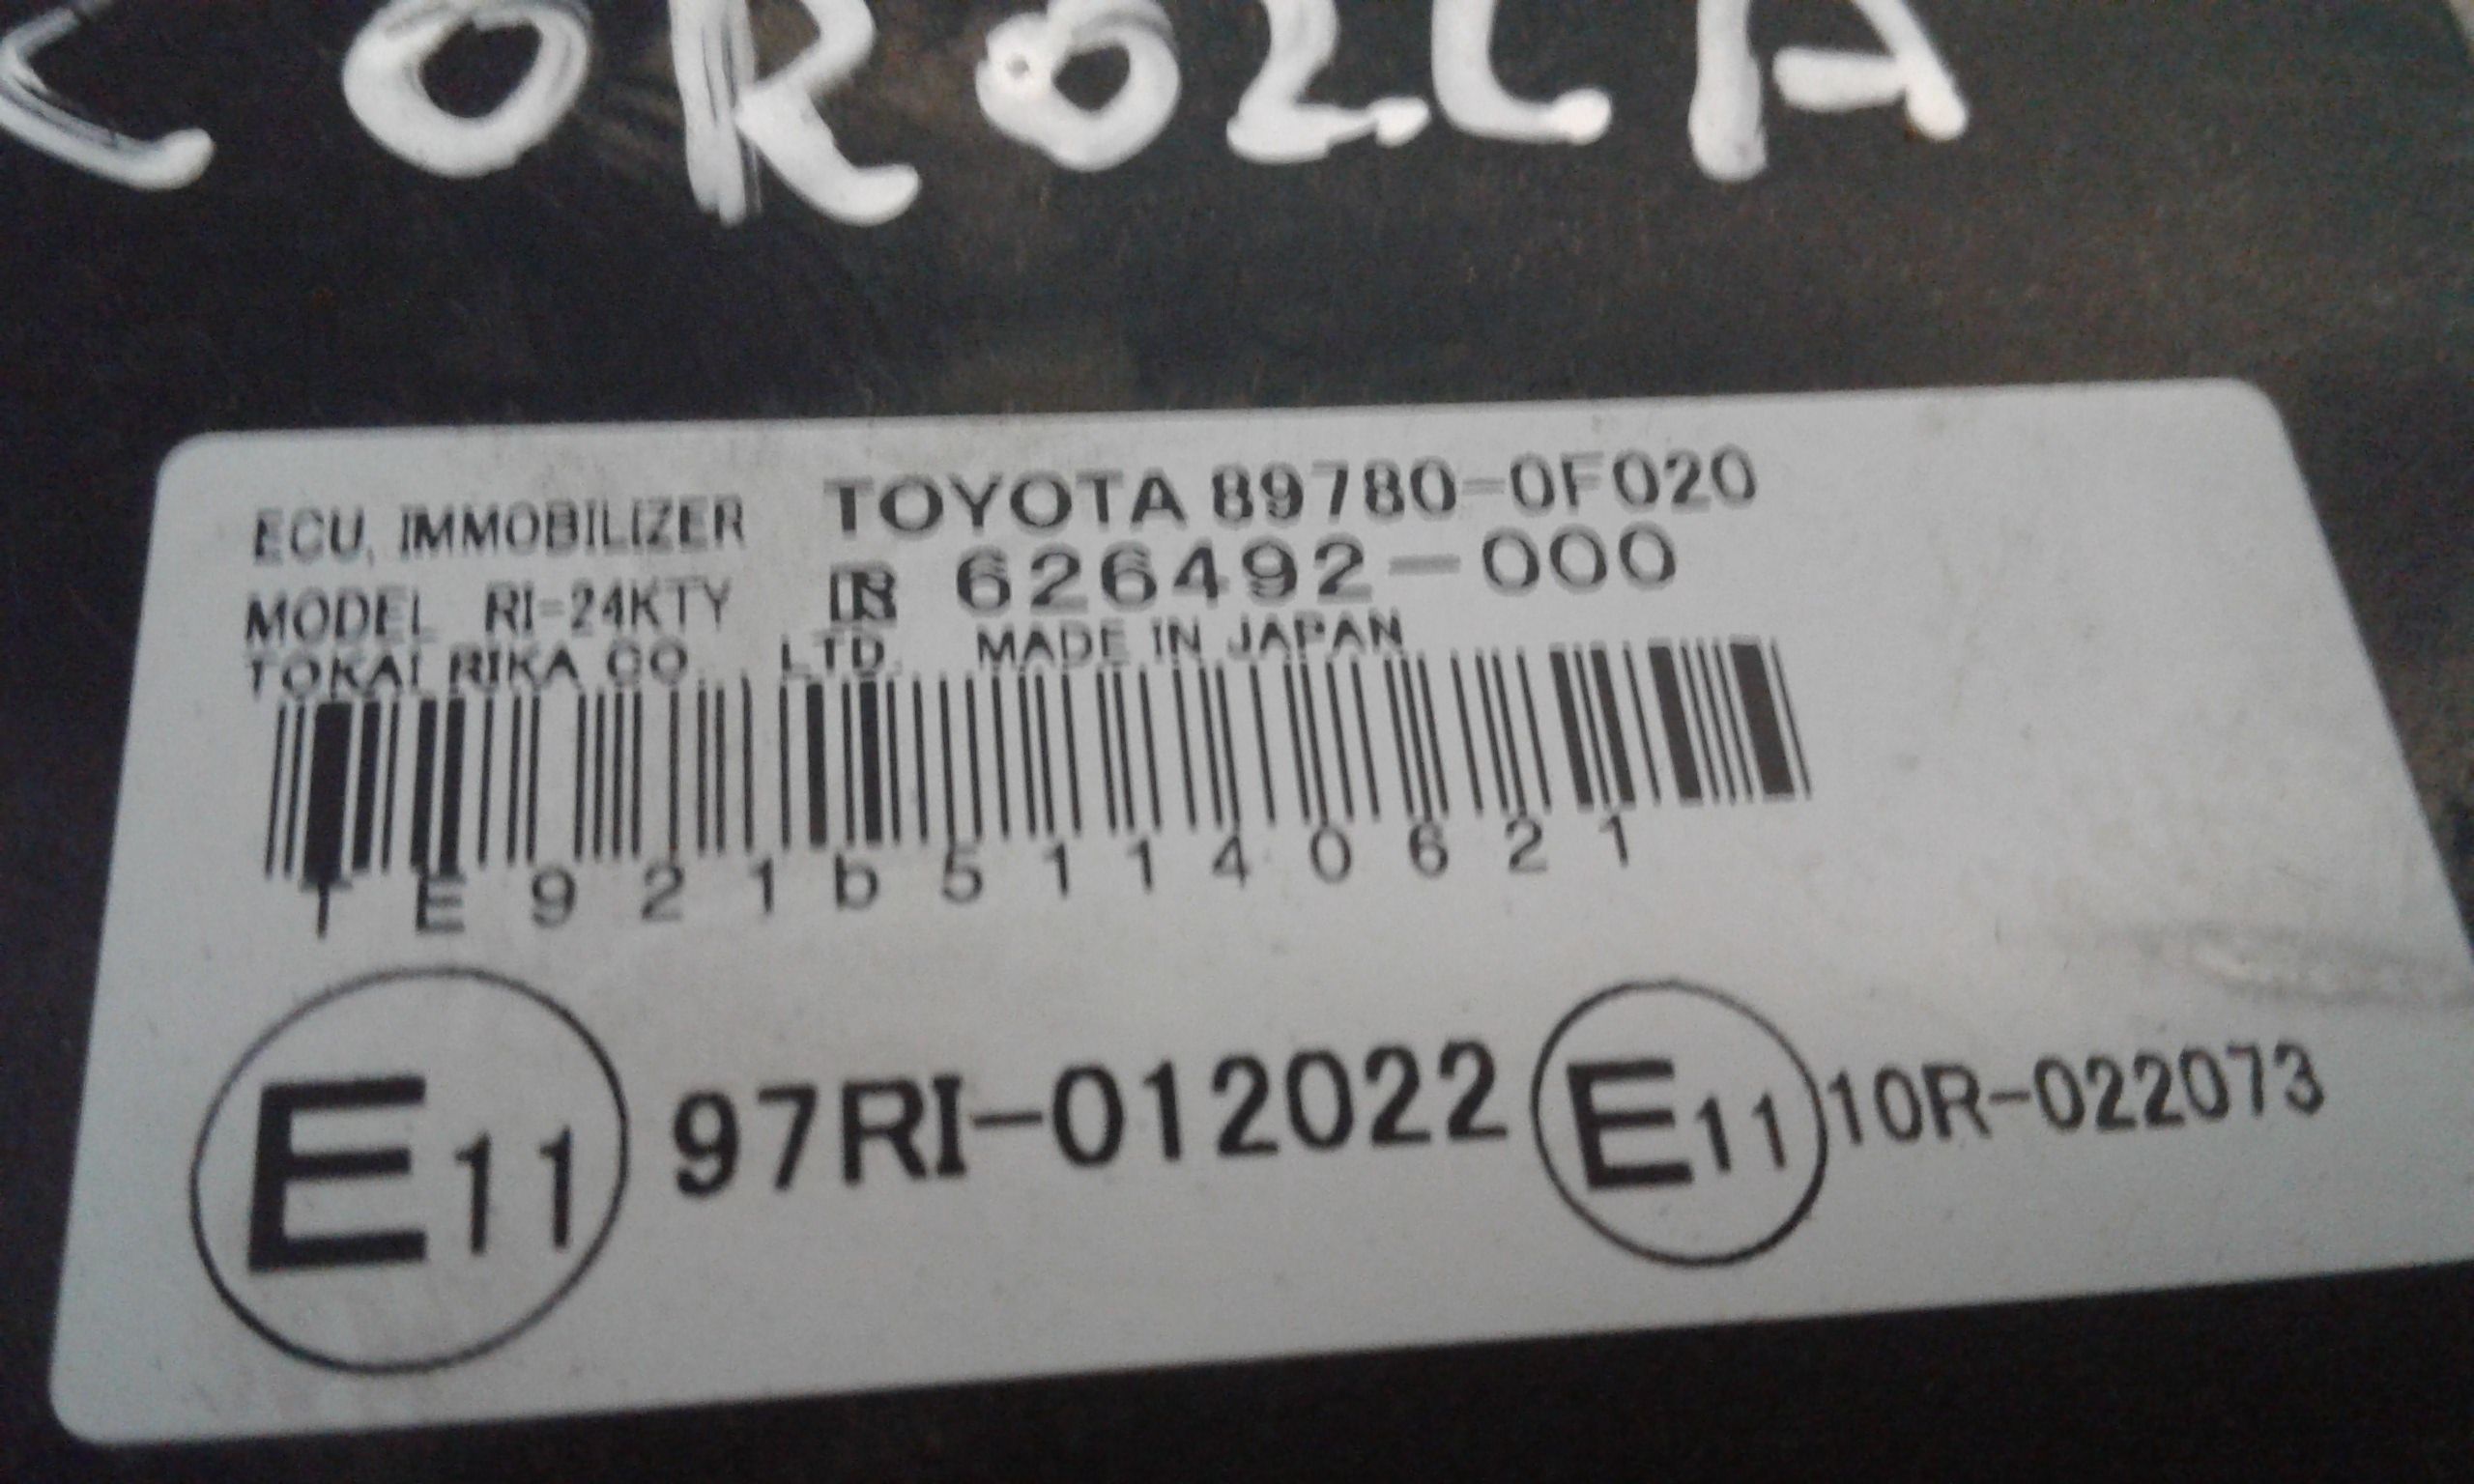 COROLLA
ECU, IMMOBILIZER TOYOTA 89780-0F020
MODEL RI-24KTY 626492-000
TOKAI RIKA CO., LTD. MADE IN JAPAN
TE921b51140621
E11 97RI-012022 E11 10R-022073